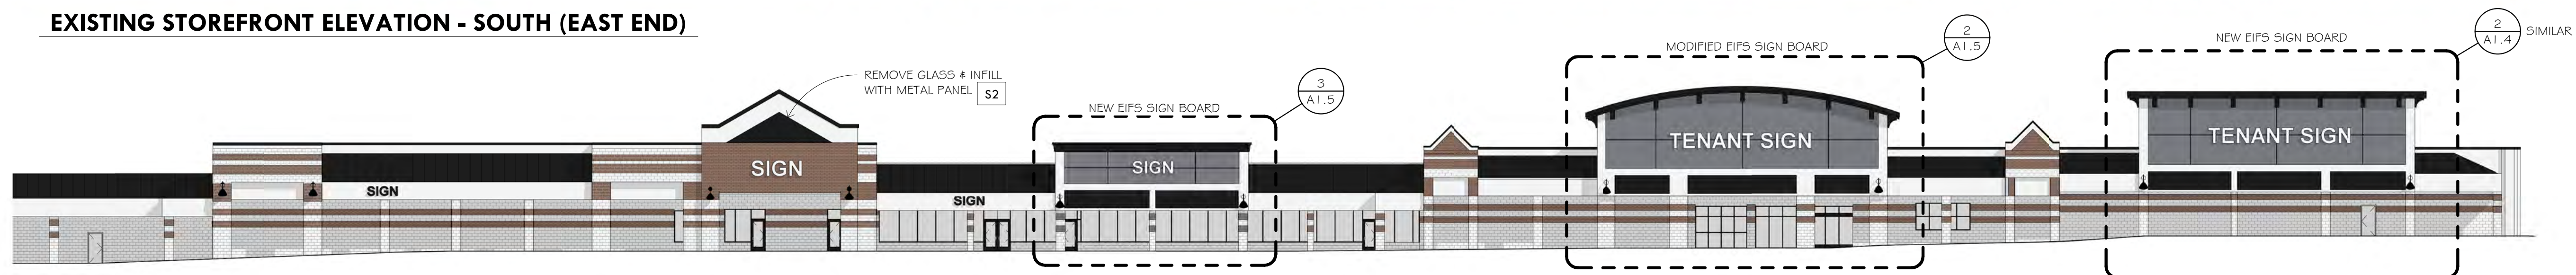 EXISTING STOREFRONT ELEVATION - SOUTH (EAST END)
2
A1.4
SIMILAR
2
A1.5
MODIFIED EIFS SIGN BOARD
NEW EIFS SIGN BOARD
REMOVE GLASS & INFILL
WITH METAL PANEL S2
3
A1.5
NEW EIFS SIGN BOARD
SIGN
SIGN
SIGN
SIGN
TENANT SIGN
TENANT SIGN